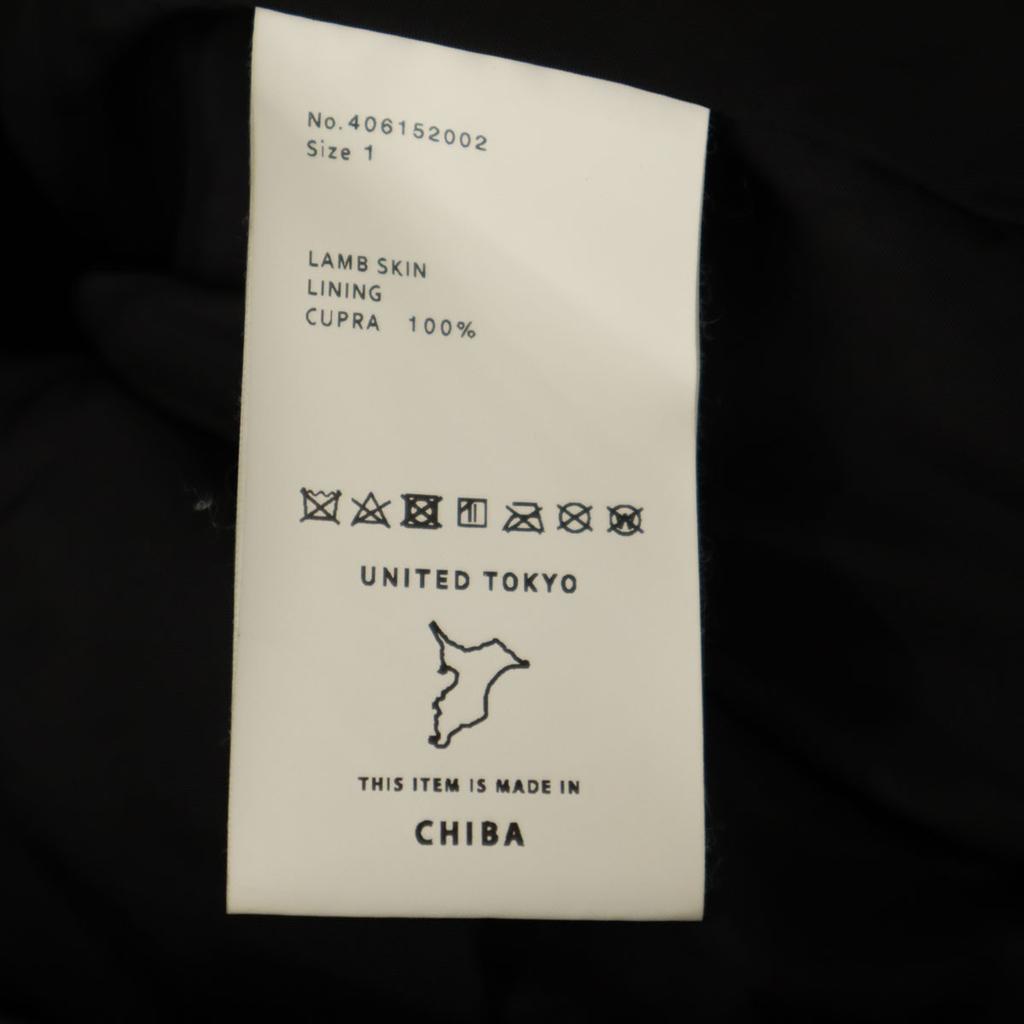 No.406152002
Size 1
LAMB SKIN
LINING
CUPRA 100%
W
UNITED TOKYO
THIS ITEM IS MADE IN
CHIBA